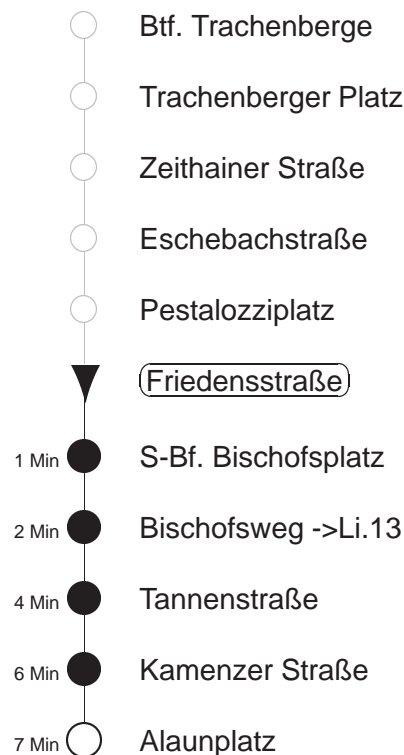 Btf. Trachenberge
Trachenberger Platz
Zeithainer Straße
Eschebachstraße
Pestalozziplatz
Friedensstraße
1 Min S-Bf. Bischofsplatz
2 Min Bischofsweg ->Li.13
4 Min Tannenstraße
6 Min Kamenzer Straße
7 Min Alaunplatz